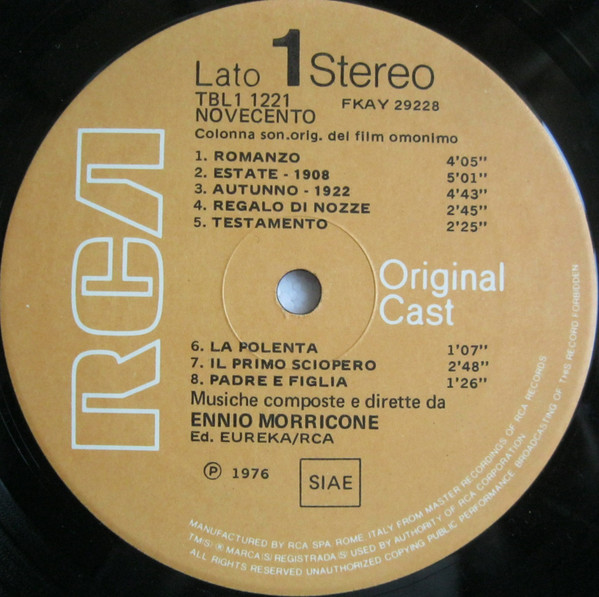 Lato 1 Stereo
TBL1 1221 FKAY 29228
NOVECENTO
Colonna son.orig. del film omonimo
1. ROMANZO 4'05''
2. ESTATE - 1908 5'01''
3. AUTUNNO - 1922 4'43''
4. REGALO DI NOZZE 2'45''
5. TESTAMENTO 2'25''
RCA
Original
Cast
6. LA POLENTA 1'07''
7. IL PRIMO SCIOPERO 2'48''
8. PADRE E FIGLIA 1'26''
Musiche composte e dirette da
ENNIO MORRICONE
Ed. EUREKA/RCA
Ⓟ 1976 SIAE
MANUFACTURED BY RCA SPA. ROME ITALY FROM MASTER RECORDINGS OF RCA RECORDS
TMⓈ ® MARCAⓈ REGISTRADAⓈ USED BY AUTHORITY OF RCA CORPORATION
ALL RIGHTS RESERVED UNAUTHORIZED COPYING PUBLIC PERFORMANCE BROADCASTING OF THIS RECORD FORBIDDEN